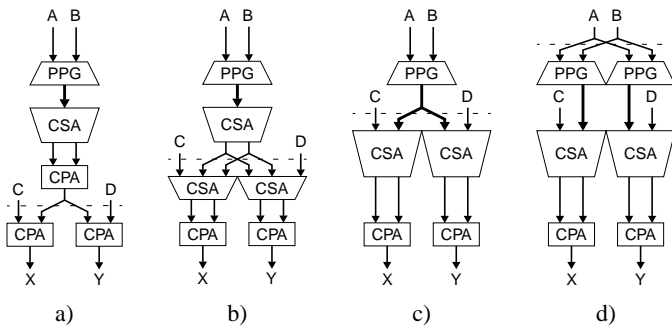 A B
PPG
CSA
CPA
C D
CPA CPA
X Y
a)
A B
PPG
CSA
C D
CSA CSA
CPA CPA
X Y
b)
A B
PPG
C D
CSA CSA
CPA CPA
X Y
c)
A B
PPG PPG
C D
CSA CSA
CPA CPA
X Y
d)